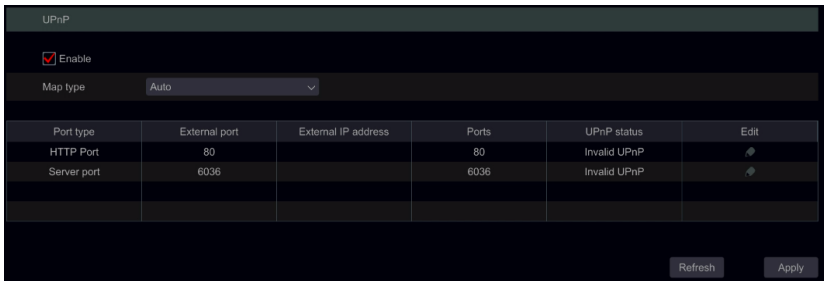 UPnP
Enable
Map type Auto
Port type External port External IP address Ports UPnP status Edit
HTTP Port 80 80 Invalid UPnP
Server port 6036 6036 Invalid UPnP
Refresh Apply